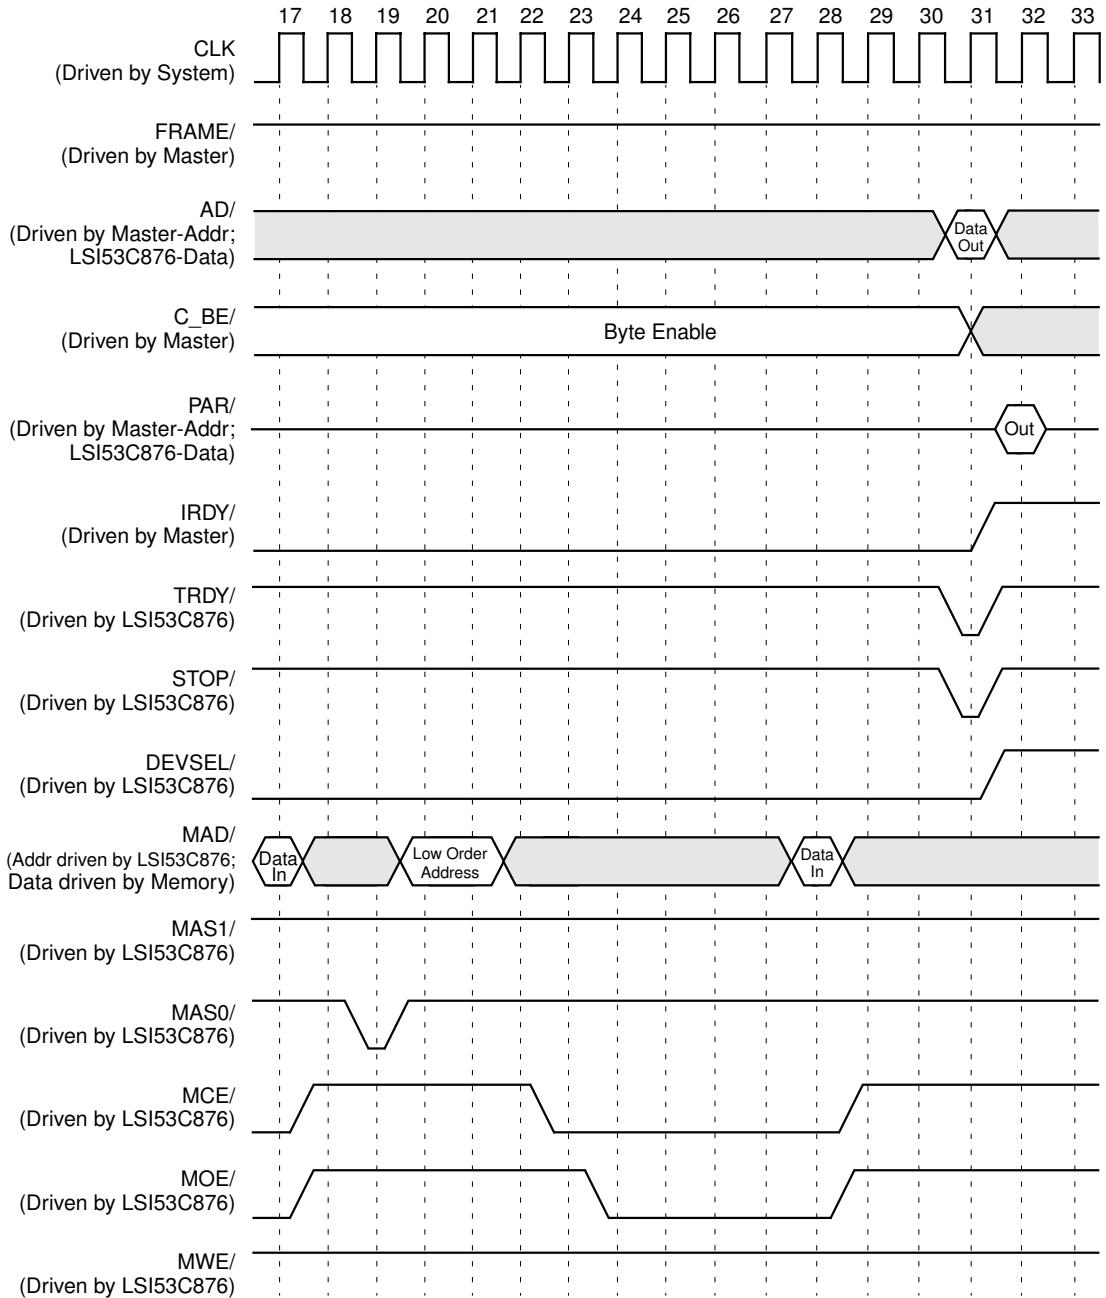 17 18 19 20 21 22 23 24 25 26 27 28 29 30 31 32 33
CLK
(Driven by System)
FRAME/
(Driven by Master)
AD/
(Driven by Master-Addr;
LSI53C876-Data)
Data
Out
C_BE/
(Driven by Master)
Byte Enable
PAR/
(Driven by Master-Addr;
LSI53C876-Data)
Out
IRDY/
(Driven by Master)
TRDY/
(Driven by LSI53C876)
STOP/
(Driven by LSI53C876)
DEVSEL/
(Driven by LSI53C876)
MAD/
(Addr driven by LSI53C876;
Data driven by Memory)
Data
In
Low Order
Address
Data
In
MAS1/
(Driven by LSI53C876)
MAS0/
(Driven by LSI53C876)
MCE/
(Driven by LSI53C876)
MOE/
(Driven by LSI53C876)
MWE/
(Driven by LSI53C876)